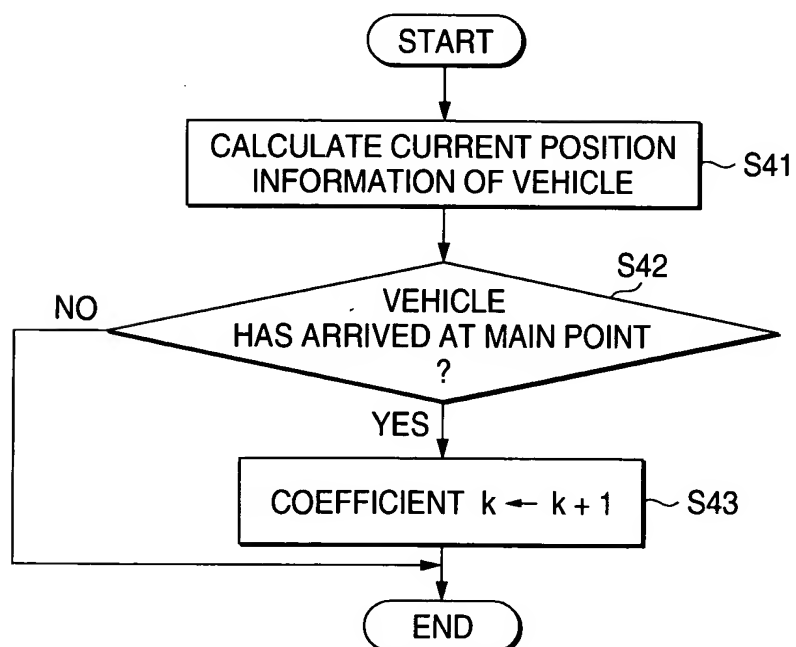 START
CALCULATE CURRENT POSITION
INFORMATION OF VEHICLE
S41
S42
VEHICLE
HAS ARRIVED AT MAIN POINT
?
NO
YES
COEFFICIENT k ← k + 1
S43
END